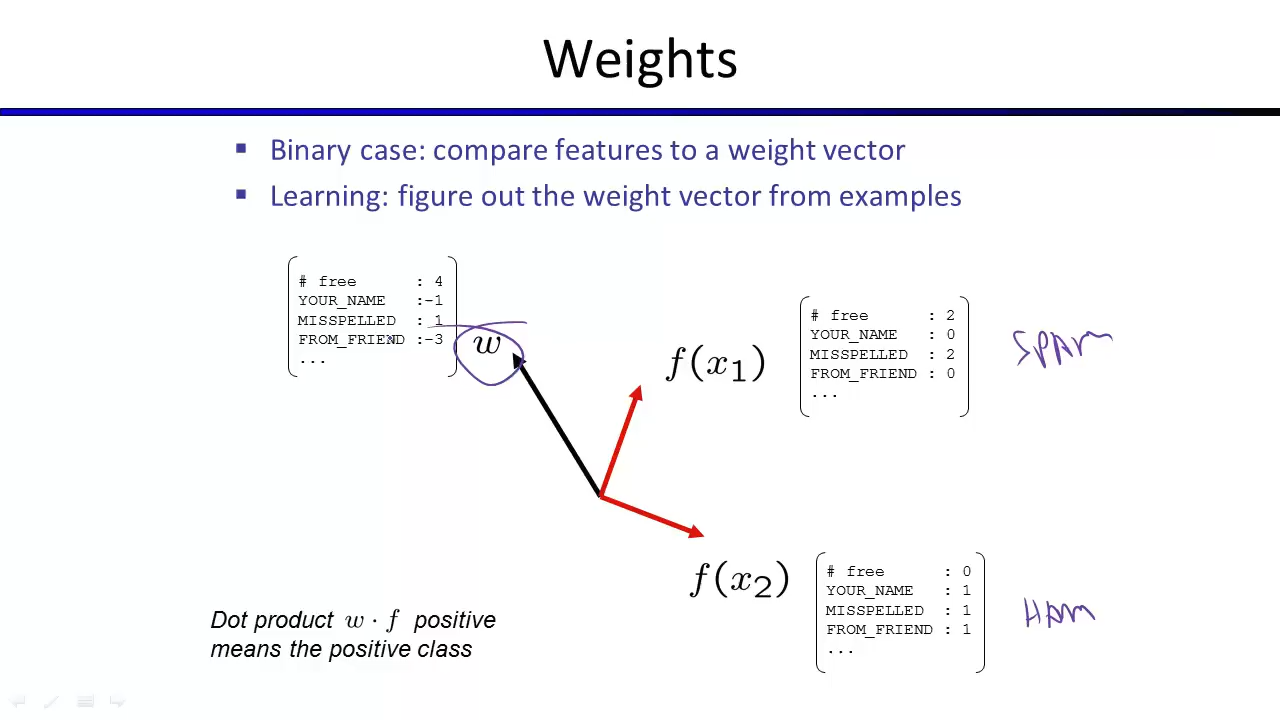 Weights
▪ Binary case: compare features to a weight vector
▪ Learning: figure out the weight vector from examples
# free : 4
YOUR_NAME :-1
MISSPELLED : 1
FROM_FRIEND :-3
...
w
f(x₁)
# free : 2
YOUR_NAME : 0
MISSPELLED : 2
FROM_FRIEND : 0
...
SPAM
f(x₂)
# free : 0
YOUR_NAME : 1
MISSPELLED : 1
FROM_FRIEND : 1
...
HAM
Dot product w · f positive
means the positive class